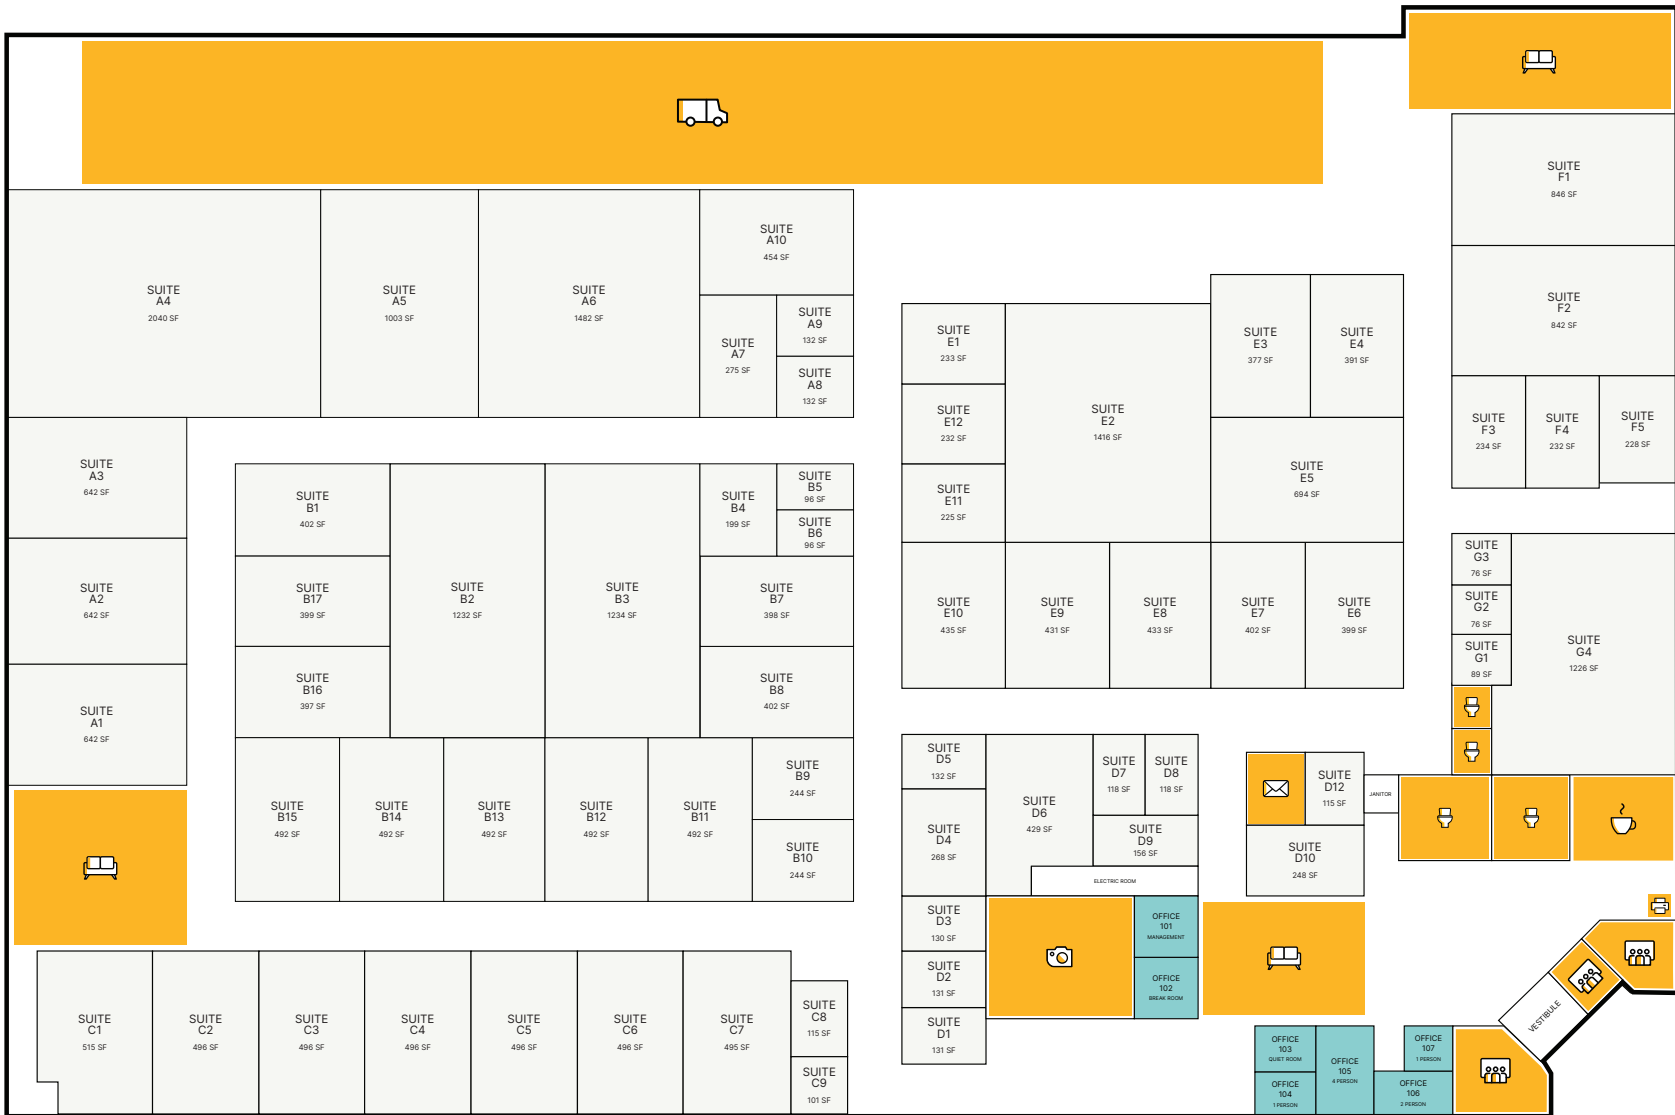 SUITE
A4
2040 SF
SUITE
A5
1003 SF
SUITE
A6
1482 SF
SUITE
A10
454 SF
SUITE
A7
275 SF
SUITE
A9
132 SF
SUITE
A8
132 SF
SUITE
A3
642 SF
SUITE
A2
642 SF
SUITE
A1
642 SF
SUITE
B1
402 SF
SUITE
B17
399 SF
SUITE
B16
397 SF
SUITE
B2
1232 SF
SUITE
B3
1234 SF
SUITE
B4
199 SF
SUITE
B5
96 SF
SUITE
B6
96 SF
SUITE
B7
398 SF
SUITE
B8
402 SF
SUITE
B15
492 SF
SUITE
B14
492 SF
SUITE
B13
492 SF
SUITE
B12
492 SF
SUITE
B11
492 SF
SUITE
B9
244 SF
SUITE
B10
244 SF
SUITE
C1
515 SF
SUITE
C2
496 SF
SUITE
C3
496 SF
SUITE
C4
496 SF
SUITE
C5
496 SF
SUITE
C6
496 SF
SUITE
C7
495 SF
SUITE
C8
115 SF
SUITE
C9
101 SF
SUITE
E1
233 SF
SUITE
E12
232 SF
SUITE
E11
225 SF
SUITE
E2
1416 SF
SUITE
E3
377 SF
SUITE
E4
391 SF
SUITE
E5
694 SF
SUITE
E10
435 SF
SUITE
E9
431 SF
SUITE
E8
433 SF
SUITE
E7
402 SF
SUITE
E6
399 SF
SUITE
F1
846 SF
SUITE
F2
842 SF
SUITE
F3
234 SF
SUITE
F4
232 SF
SUITE
F5
228 SF
SUITE
G3
76 SF
SUITE
G2
76 SF
SUITE
G1
89 SF
SUITE
G4
1226 SF
SUITE
D5
132 SF
SUITE
D4
268 SF
SUITE
D6
429 SF
SUITE
D7
118 SF
SUITE
D8
118 SF
SUITE
D9
156 SF
ELECTRIC ROOM
SUITE
D3
130 SF
SUITE
D2
131 SF
SUITE
D1
131 SF
OFFICE
101
MANAGEMENT
OFFICE
102
BREAK ROOM
SUITE
D12
115 SF
JANITOR
SUITE
D10
248 SF
OFFICE
103
QUIET ROOM
OFFICE
104
1 PERSON
OFFICE
105
4 PERSON
OFFICE
107
1 PERSON
OFFICE
106
2 PERSON
VESTIBULE